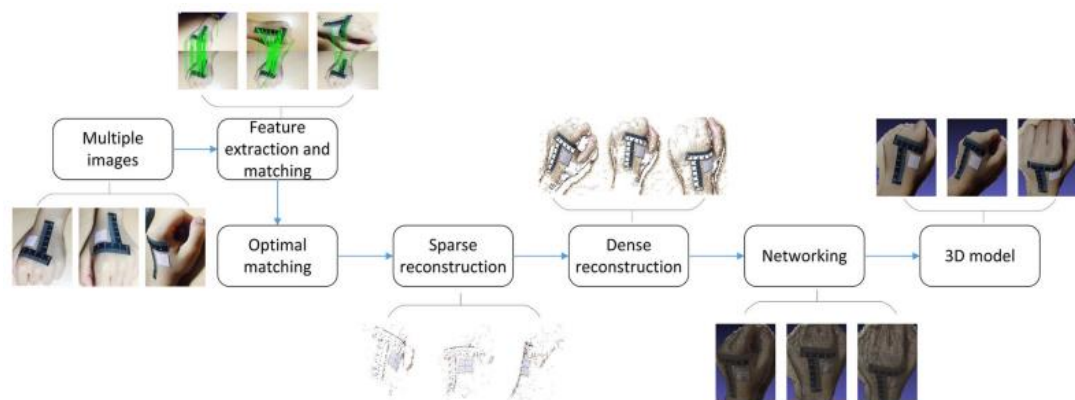 Multiple
images
Feature
extraction and
matching
Optimal
matching
Sparse
reconstruction
Dense
reconstruction
Networking
3D model